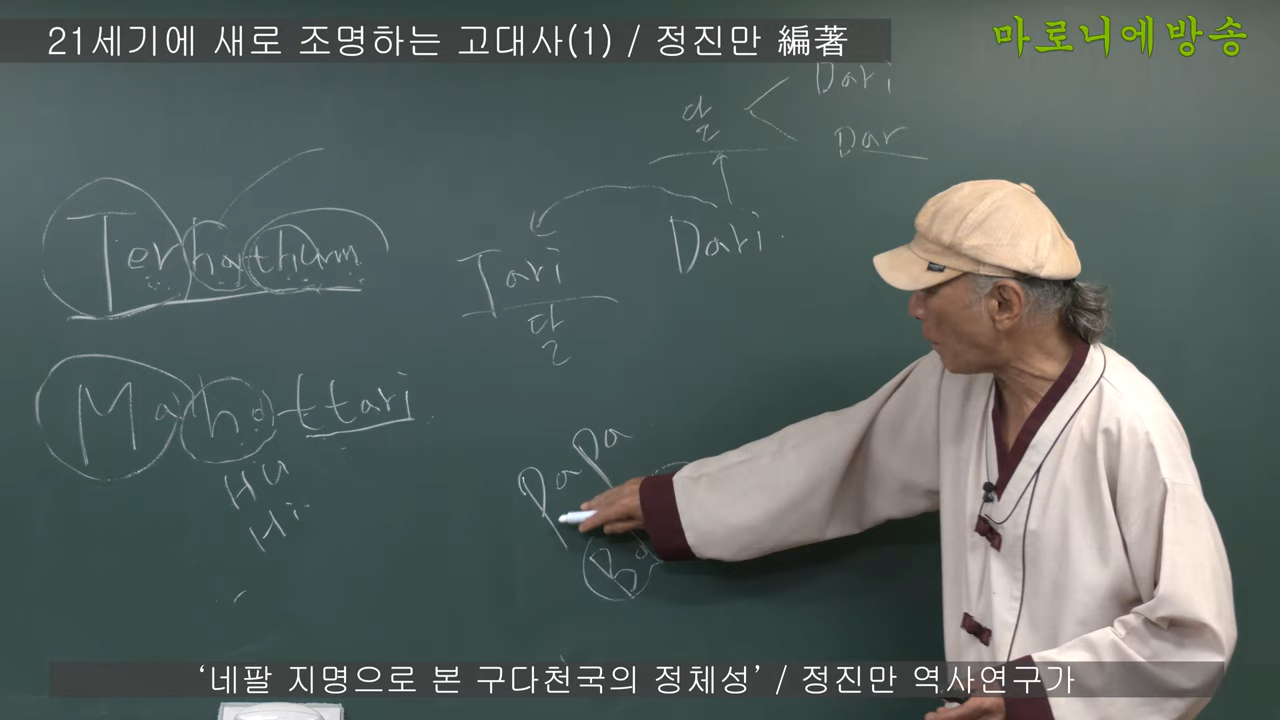 21세기에 새로 조명하는 고대사(1) / 정진만 編著
마로니에방송
Dari
달
Dar
Terhathum
Dari.
Tari
달
Mahottari
Hu
Hi
Papa
Ba
‘네팔 지명으로 본 구다천국의 정체성’ / 정진만 역사연구가